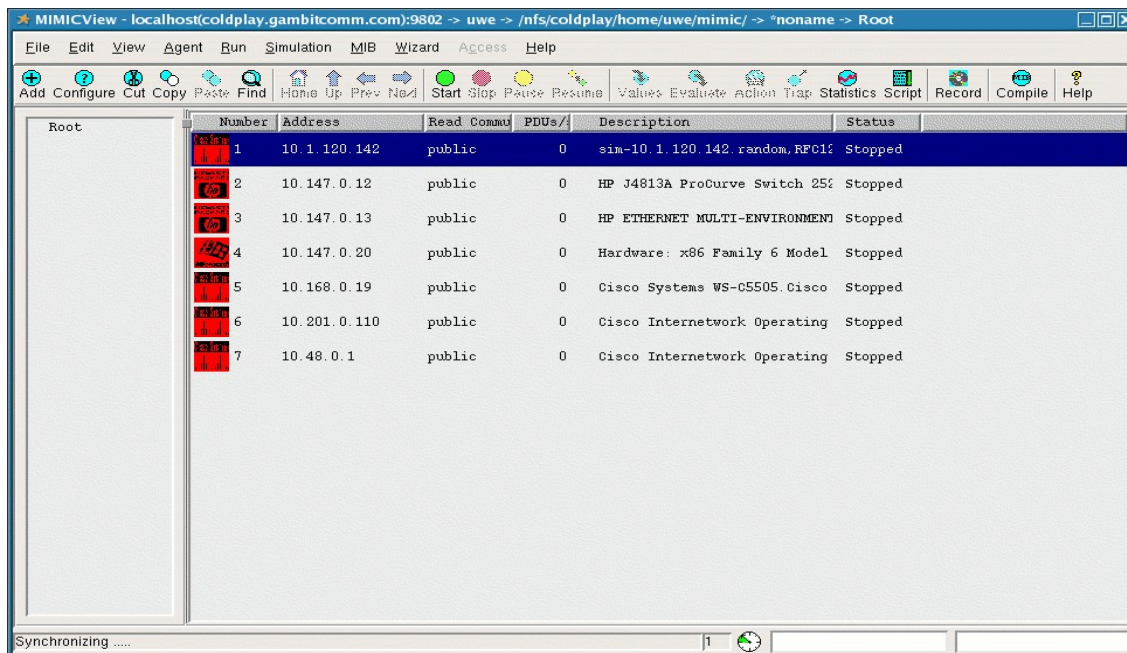 MIMICView - localhost(coldplay.gambitcomm.com):9802 -> uwe -> /nfs/coldplay/home/uwe/mimic/ -> *noname -> Root
File Edit View Agent Run Simulation MIB Wizard Access Help
Add Configure Cut Copy Paste Find Home Up Prev Next Start Stop Pause Resume Values Evaluate Action Trap Statistics Script Record Compile Help
Root
Number Address Read Commu PDUs/s Description Status
1 10.1.120.142 public 0 sim-10.1.120.142.random,RFC12 Stopped
2 10.147.0.12 public 0 HP J4813A ProCurve Switch 252 Stopped
3 10.147.0.13 public 0 HP ETHERNET MULTI-ENVIRONMENT Stopped
4 10.147.0.20 public 0 Hardware: x86 Family 6 Model Stopped
5 10.168.0.19 public 0 Cisco Systems WS-C5505.Cisco Stopped
6 10.201.0.110 public 0 Cisco Internetwork Operating Stopped
7 10.48.0.1 public 0 Cisco Internetwork Operating Stopped
Synchronizing ..... 1